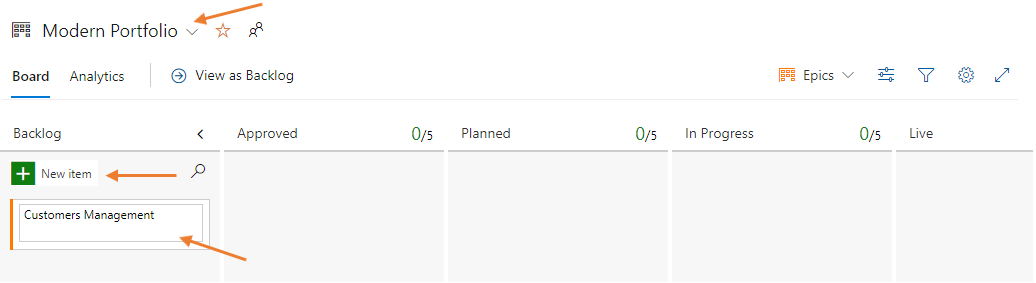 Modern Portfolio
Board Analytics View as Backlog Epics
Backlog Approved 0/5 Planned 0/5 In Progress 0/5 Live
New item
Customers Management